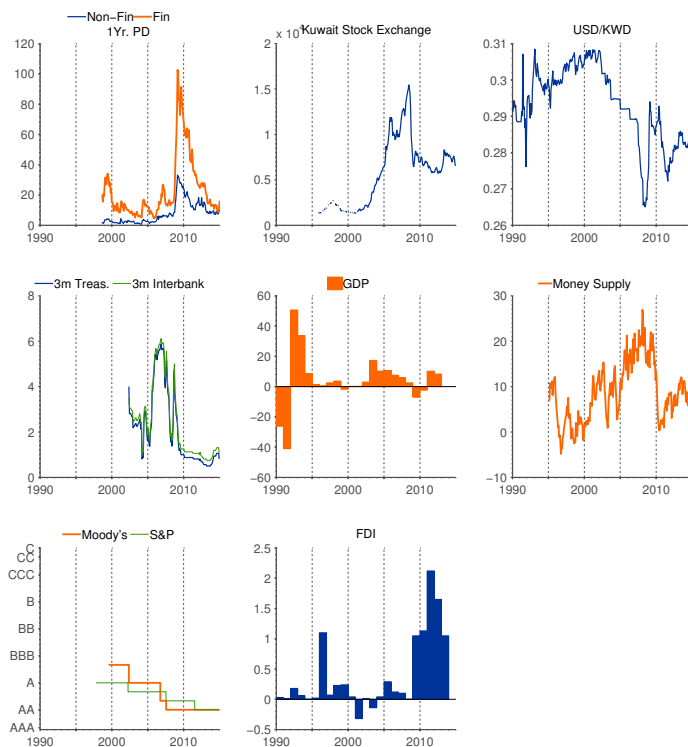 Non−Fin Fin
1Yr. PD
120
100
80
60
40
20
0
1990 2000 2010
2 x 10
Kuwait Stock Exchange
1.5
1
0.5
0
1990 2000 2010
USD/KWD
0.31
0.3
0.29
0.28
0.27
0.26
1990 2000 2010
3m Treas. 3m Interbank
8
6
4
2
0
1990 2000 2010
GDP
60
40
20
0
−20
−40
−60
1990 2000 2010
Money Supply
30
20
10
0
−10
1990 2000 2010
Moody's S&P
C
CC
CCC
B
BB
BBB
A
AA
AAA
1990 2000 2010
FDI
2.5
2
1.5
1
0.5
0
−0.5
1990 2000 2010